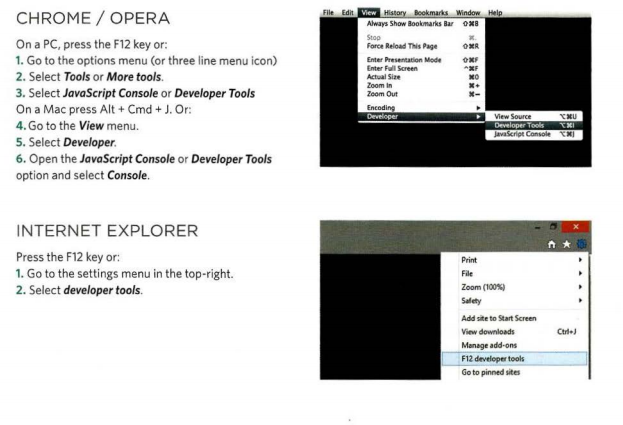 CHROME / OPERA
On a PC, press the F12 key or:
1. Go to the options menu (or three line menu icon)
2. Select Tools or More tools.
3. Select JavaScript Console or Developer Tools
On a Mac press Alt + Cmd + J. Or:
4. Go to the View menu.
5. Select Developer.
6. Open the JavaScript Console or Developer Tools
option and select Console.
File Edit View History Bookmarks Window Help
Always Show Bookmarks Bar ⇧⌘B
Stop ⌘.
Force Reload This Page ⇧⌘R
Enter Presentation Mode ⇧⌘F
Enter Full Screen ^⌘F
Actual Size ⌘0
Zoom In ⌘+
Zoom Out ⌘−
Encoding ▶
Developer ▶
View Source ⌥⌘U
Developer Tools ⌥⌘I
JavaScript Console ⌥⌘J
INTERNET EXPLORER
Press the F12 key or:
1. Go to the settings menu in the top-right.
2. Select developer tools.
Print
File
Zoom (100%)
Safety
Add site to Start Screen
View downloads Ctrl+J
Manage add-ons
F12 developer tools
Go to pinned sites